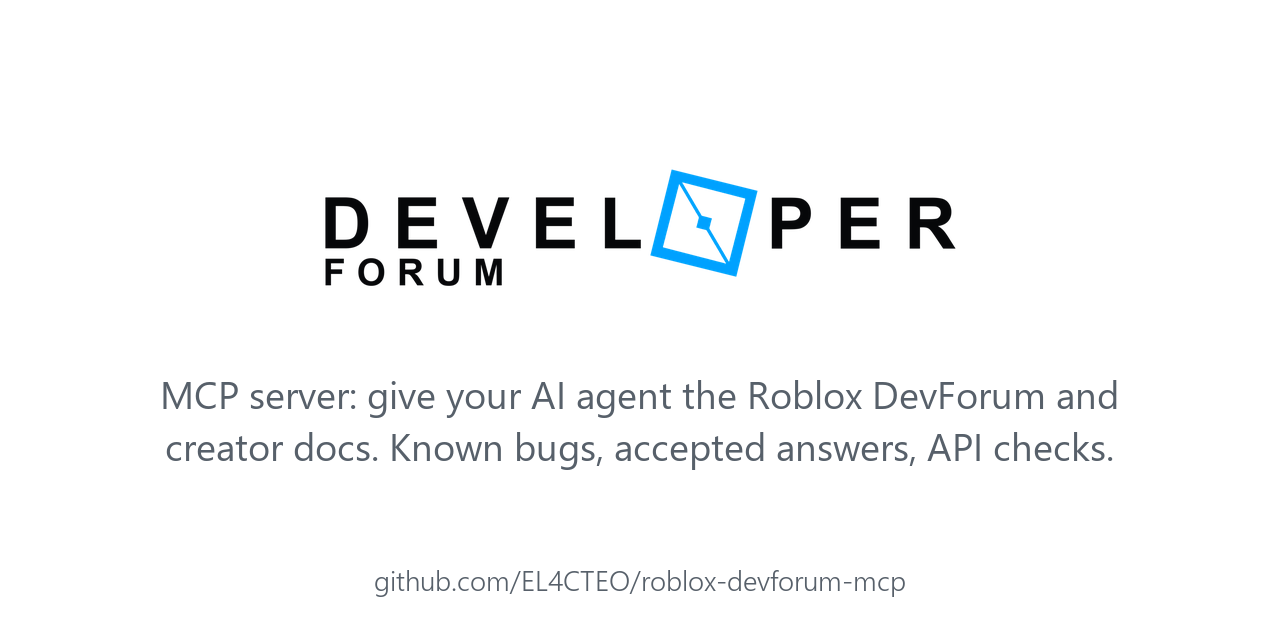 DEVELOPER
FORUM
MCP server: give your AI agent the Roblox DevForum and
creator docs. Known bugs, accepted answers, API checks.
github.com/EL4CTEO/roblox-devforum-mcp